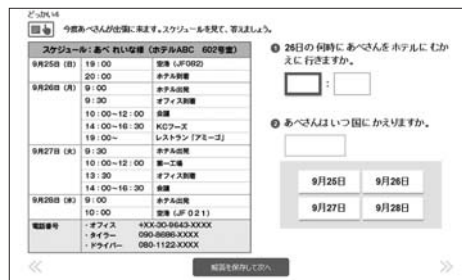 どっかい4
今度あべさんが出張に来ます。スケジュールを見て、答えましょう。
スケジュール：あべ れいな様（ホテルABC 602号室）
9月25日（日） 19：00 空港（JF082）
20：00 ホテル到着
9月26日（月） 9：00 ホテル出発
9：30 オフィス到着
10：00～12：00 会議
14：00～16：30 KCフーズ
19：00～ レストラン「アミーゴ」
9月27日（火） 9：30 ホテル出発
10：00～12：00 第一工場
13：30 オフィス到着
14：00～16：30 会議
9月28日（水） 9：00 ホテル出発
10：00 空港（JF021）
電話番号 ・オフィス +XX-30-9643-XXXX
・タイラー 090-8686-XXXX
・ドライバー 080-1122-XXXX
❶ 26日の 何時に あべさんを ホテルに むか
えに 行きますか。
：
❷ あべさんは いつ 国に かえりますか。
9月25日 9月26日
9月27日 9月28日
解答を保存して次へ